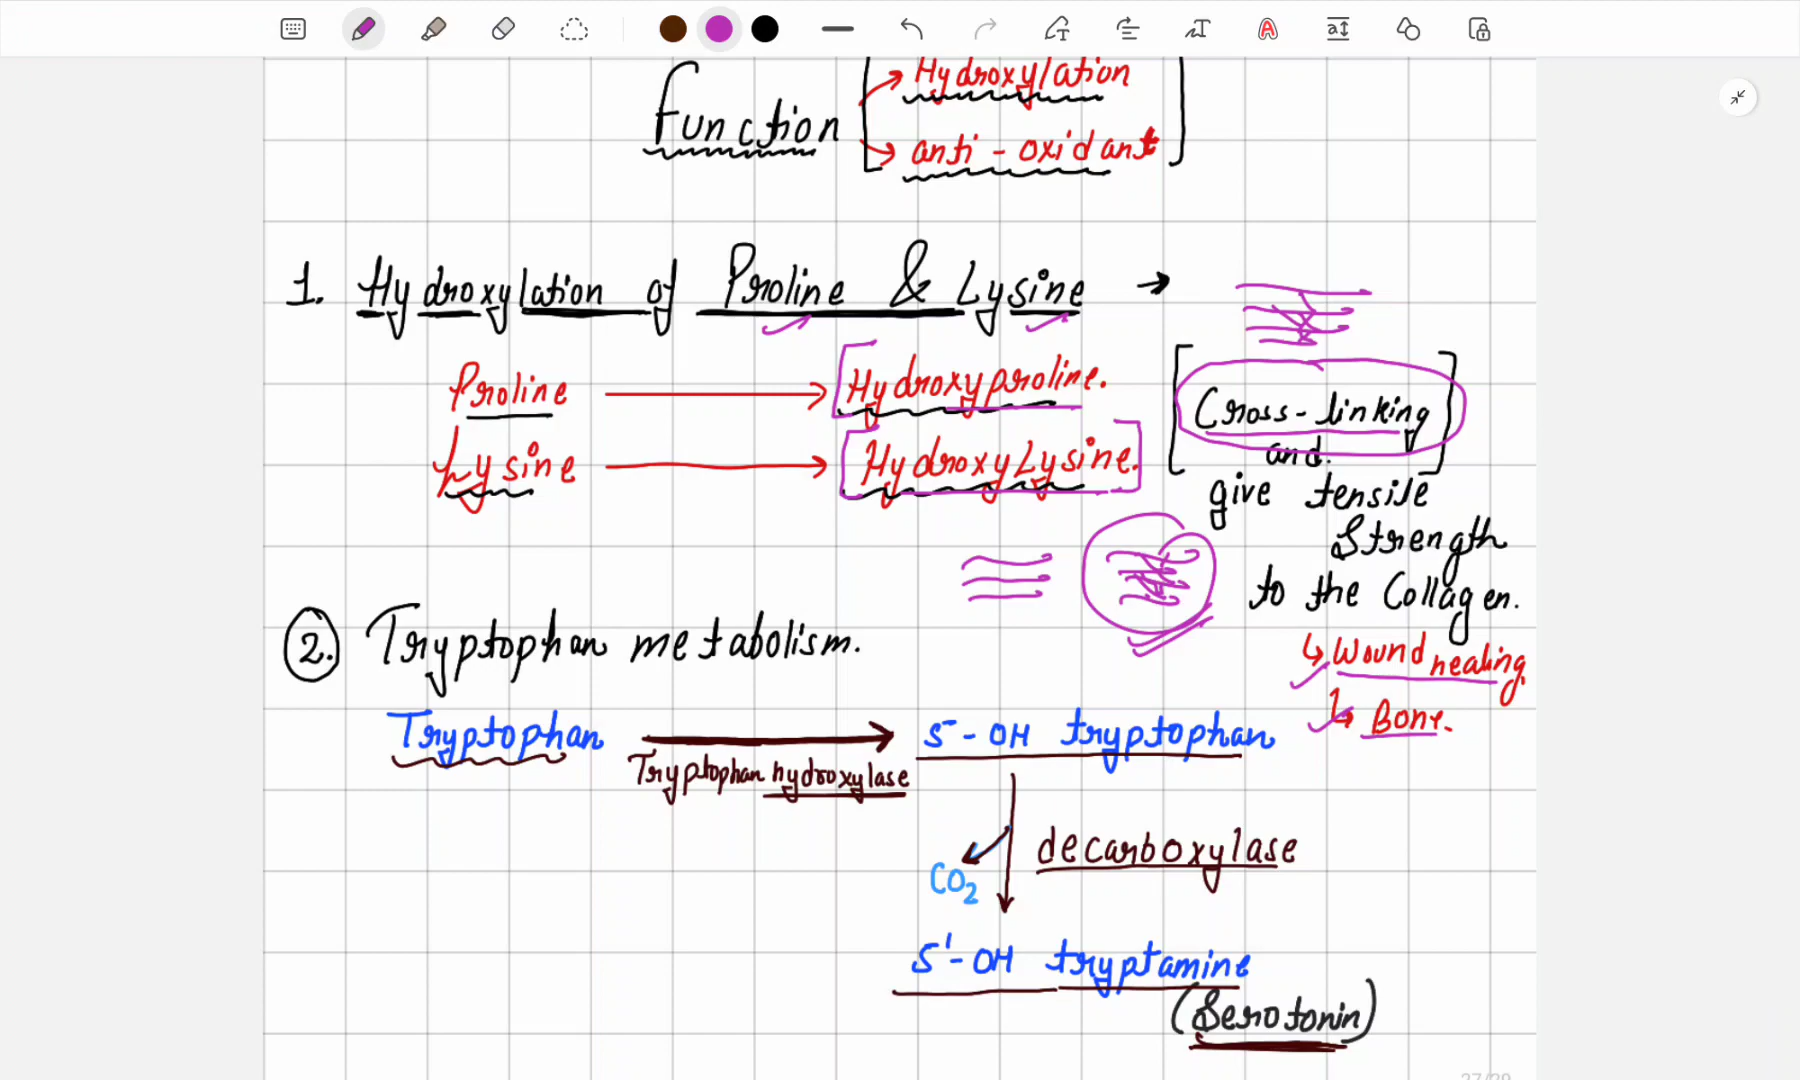 Hydroxylation
Function
anti - oxidant
1. Hydroxylation of Proline & Lysine →
Proline → Hydroxyproline.
Lysine → HydroxyLysine.
Cross-linking
and.
give tensile
Strength
to the Collagen.
↳ Wound healing
↳ Bone.
2. Tryptophan metabolism.
Tryptophan → 5-OH tryptophan
Tryptophan hydroxylase
decarboxylase
CO2
5'-OH tryptamine
(Serotonin)